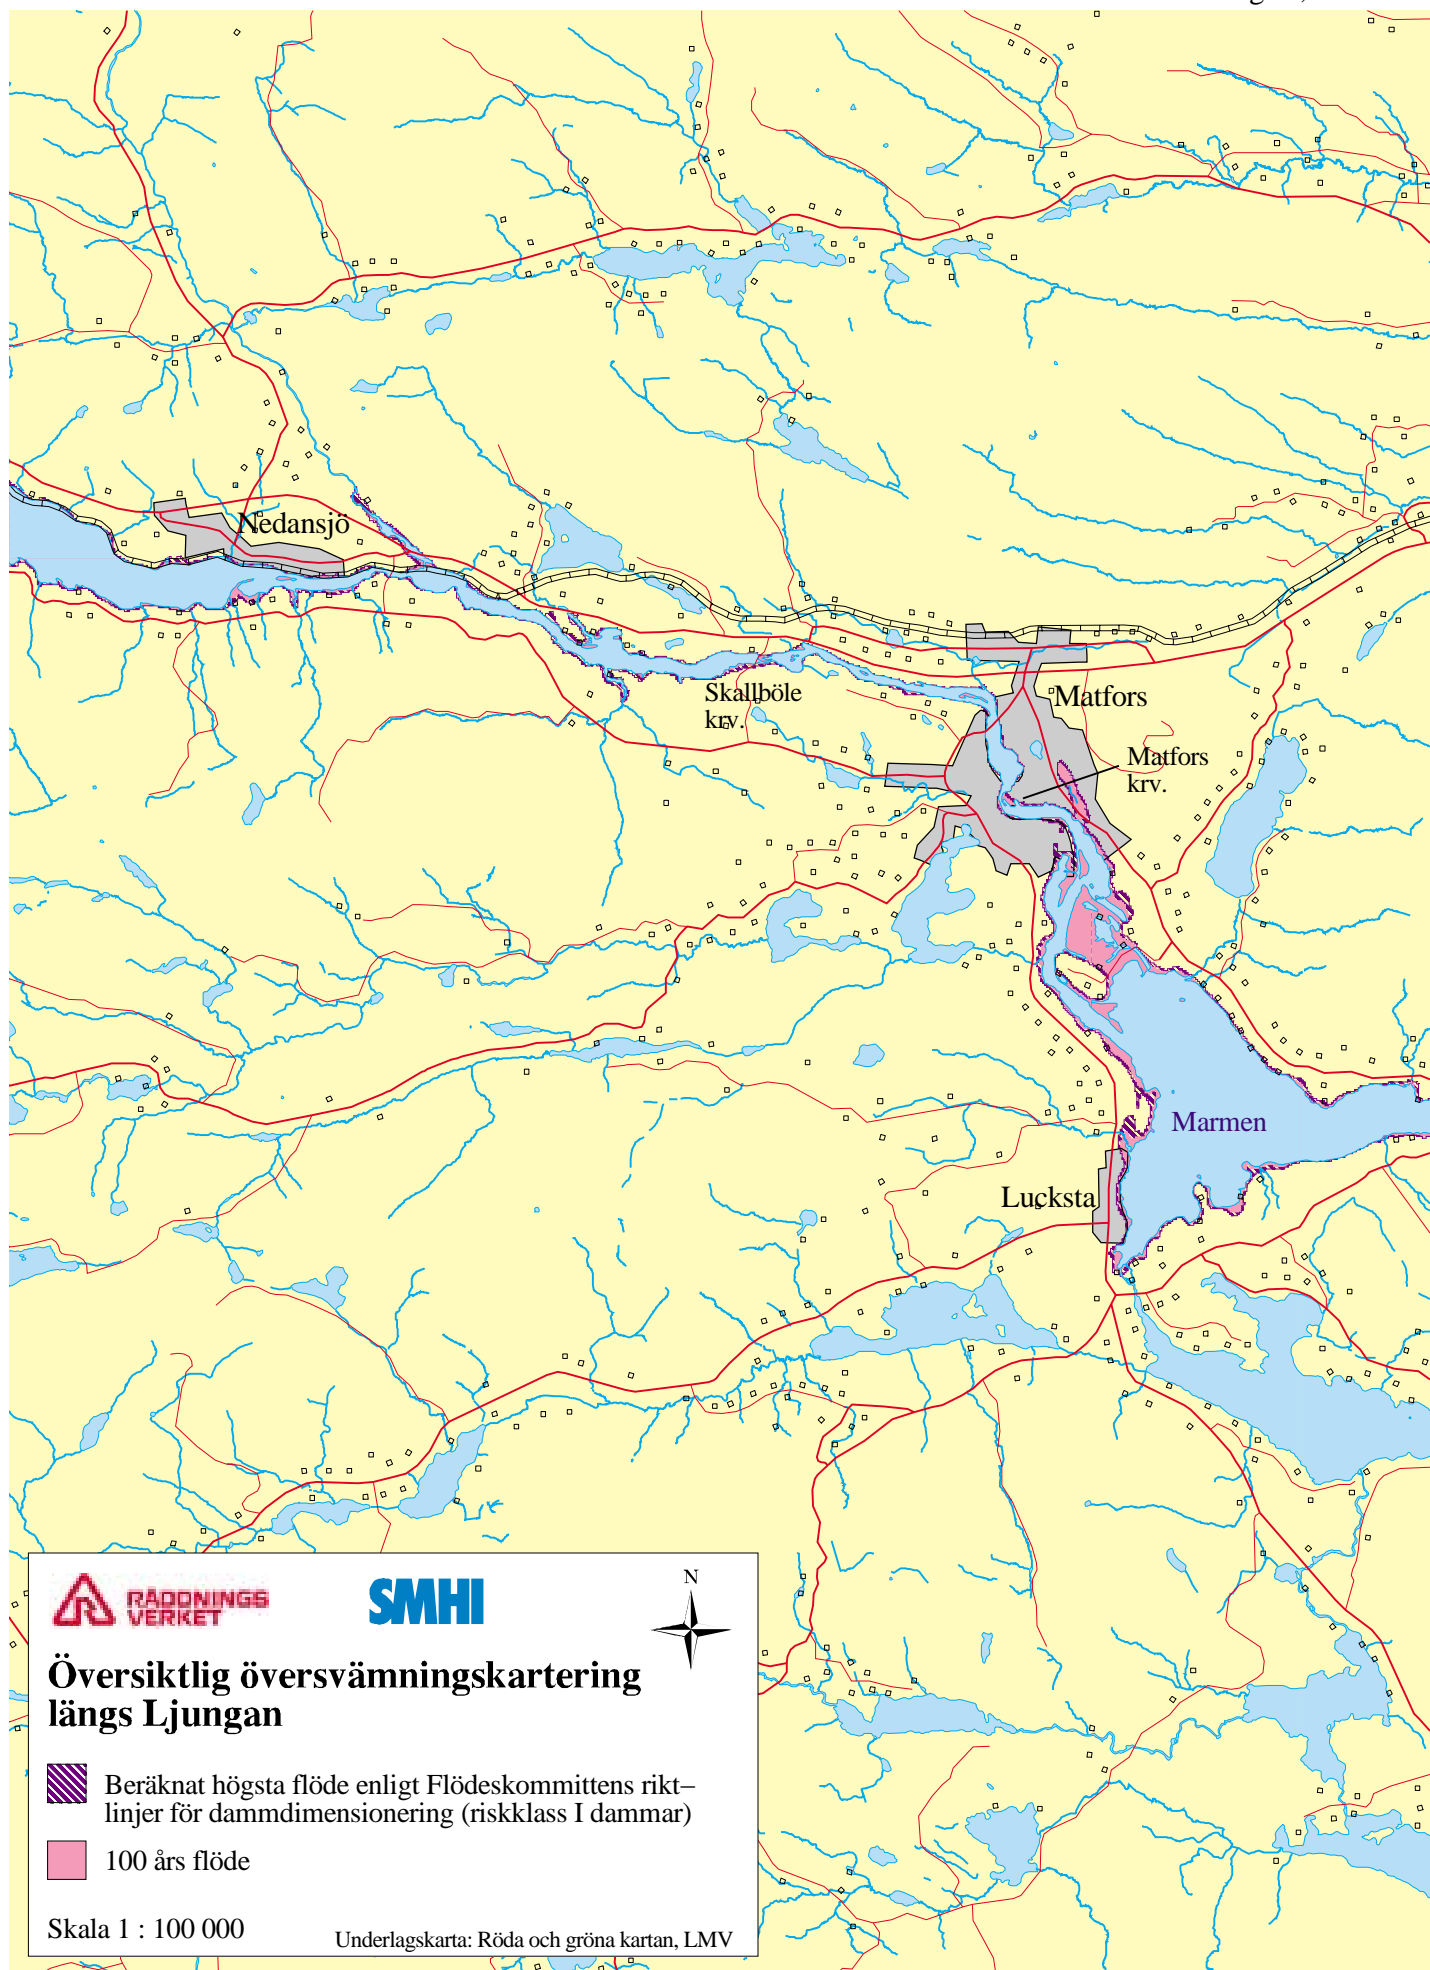 Nedansjö
Skallböle
krv.
Matfors
Matfors
krv.
Marmen
Lucksta
RÄDDNINGS
VERKET
SMHI
N
Översiktlig översvämningskartering
längs Ljungan
Beräknat högsta flöde enligt Flödeskommittens rikt–
linjer för dammdimensionering (riskklass I dammar)
100 års flöde
Skala 1 : 100 000
Underlagskarta: Röda och gröna kartan, LMV